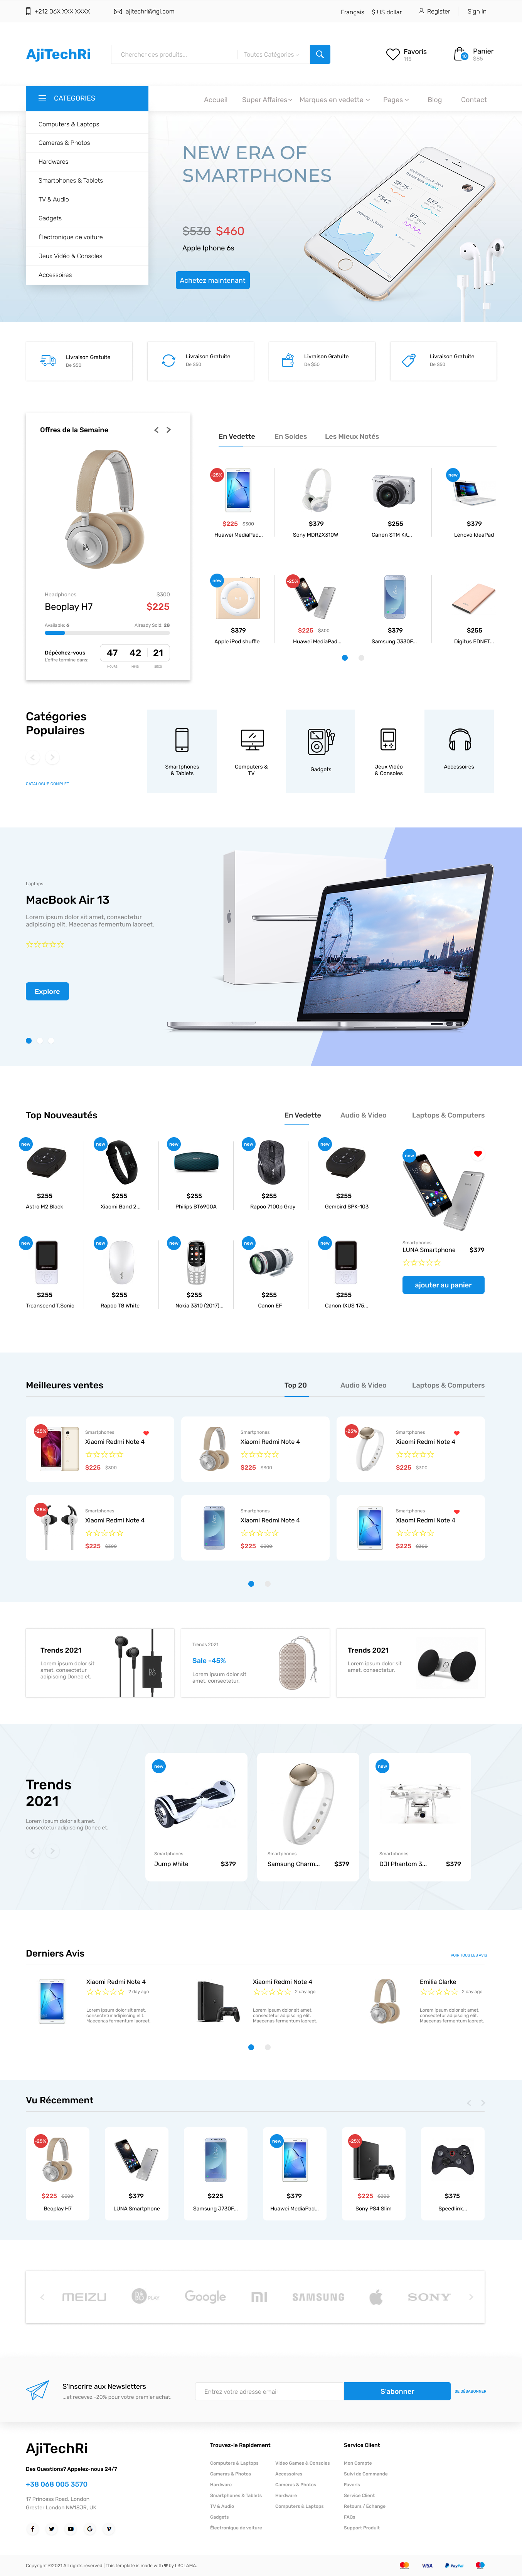 +212 06X XXX XXXX
ajitechri@figi.com
Français
$ US dollar
Register
Sign in
AjiTechRi
Chercher des produits...
Toutes Catégories
Favoris
115
Panier
$85
CATEGORIES
Accueil
Super Affaires
Marques en vedette
Pages
Blog
Contact
Computers & Laptops
Cameras & Photos
Hardwares
Smartphones & Tablets
TV & Audio
Gadgets
Électronique de voiture
Jeux Vidéo & Consoles
Accessoires
NEW ERA OF
SMARTPHONES
$530 $460
Apple Iphone 6s
Achetez maintenant
Livraison Gratuite
De $50
Livraison Gratuite
De $50
Livraison Gratuite
De $50
Livraison Gratuite
De $50
Offres de la Semaine
Headphones
$300
Beoplay H7
$225
Available: 6
Already Sold: 28
Dépêchez-vous
L'offre termine dans:
47 42 21
HOURS
MINS
SECS
En Vedette
En Soldes
Les Mieux Notés
-25%
new
$225 $300
Huawei MediaPad...
$379
Sony MDRZX310W
$255
Canon STM Kit...
$379
Lenovo IdeaPad
new
-25%
$379
Apple iPod shuffle
$225 $300
Huawei MediaPad...
$379
Samsung J330F...
$255
Digitus EDNET...
Catégories
Populaires
CATALOGUE COMPLET
Smartphones
& Tablets
Computers &
TV
Gadgets
Jeux Vidéo
& Consoles
Accessoires
Laptops
MacBook Air 13
Lorem ipsum dolor sit amet, consectetur
adipiscing elit. Maecenas fermentum laoreet.
Explore
Top Nouveautés
En Vedette
Audio & Video
Laptops & Computers
new
new
new
new
new
new
$255
Astro M2 Black
$255
Xiaomi Band 2...
$255
Philips BT6900A
$255
Rapoo 7100p Gray
$255
Gembird SPK-103
new
new
new
new
new
$255
Treanscend T.Sonic
$255
Rapoo T8 White
$255
Nokia 3310 (2017)...
$255
Canon EF
$255
Canon IXUS 175...
Smartphones
LUNA Smartphone
$379
ajouter au panier
Meilleures ventes
Top 20
Audio & Video
Laptops & Computers
-25%
Smartphones
Xiaomi Redmi Note 4
$225 $300
Smartphones
Xiaomi Redmi Note 4
$225 $300
-25%
Smartphones
Xiaomi Redmi Note 4
$225 $300
-25%
Smartphones
Xiaomi Redmi Note 4
$225 $300
Smartphones
Xiaomi Redmi Note 4
$225 $300
Smartphones
Xiaomi Redmi Note 4
$225 $300
Trends 2021
Lorem ipsum dolor sit
amet, consectetur
adipiscing Donec et.
Trends 2021
Sale -45%
Lorem ipsum dolor sit
amet, consectetur.
Trends 2021
Lorem ipsum dolor sit
amet, consectetur.
Trends
2021
Lorem ipsum dolor sit amet,
consectetur adipiscing Donec et.
new
Smartphones
Jump White
$379
Smartphones
Samsung Charm...
$379
new
Smartphones
DJI Phantom 3...
$379
Derniers Avis
VOIR TOUS LES AVIS
Xiaomi Redmi Note 4
2 day ago
Lorem ipsum dolor sit amet,
consectetur adipiscing elit.
Maecenas fermentum laoreet.
Xiaomi Redmi Note 4
2 day ago
Lorem ipsum dolor sit amet,
consectetur adipiscing elit.
Maecenas fermentum laoreet.
Emilia Clarke
2 day ago
Lorem ipsum dolor sit amet,
consectetur adipiscing elit.
Maecenas fermentum laoreet.
Vu Récemment
-25%
$225 $300
Beoplay H7
$379
LUNA Smartphone
$225
Samsung J730F...
new
$379
Huawei MediaPad...
-25%
$225 $300
Sony PS4 Slim
$375
Speedlink...
MEIZU
B&O PLAY
Google
mi
SAMSUNG
SONY
S'inscrire aux Newsletters
...et recevez -20% pour votre premier achat.
Entrez votre adresse email
S'abonner
SE DÉSABONNER
AjiTechRi
Des Questions? Appelez-nous 24/7
+38 068 005 3570
17 Princess Road, London
Grester London NW18JR, UK
Trouvez-le Rapidement
Computers & Laptops
Cameras & Photos
Hardware
Smartphones & Tablets
TV & Audio
Gadgets
Électronique de voiture
Video Games & Consoles
Accessoires
Cameras & Photos
Hardware
Computers & Laptops
Service Client
Mon Compte
Suivi de Commande
Favoris
Service Client
Retours / Échange
FAQs
Support Produit
Copyright ©2021 All rights reserved | This template is made with ♥ by L3GLAMA.
VISA
PayPal